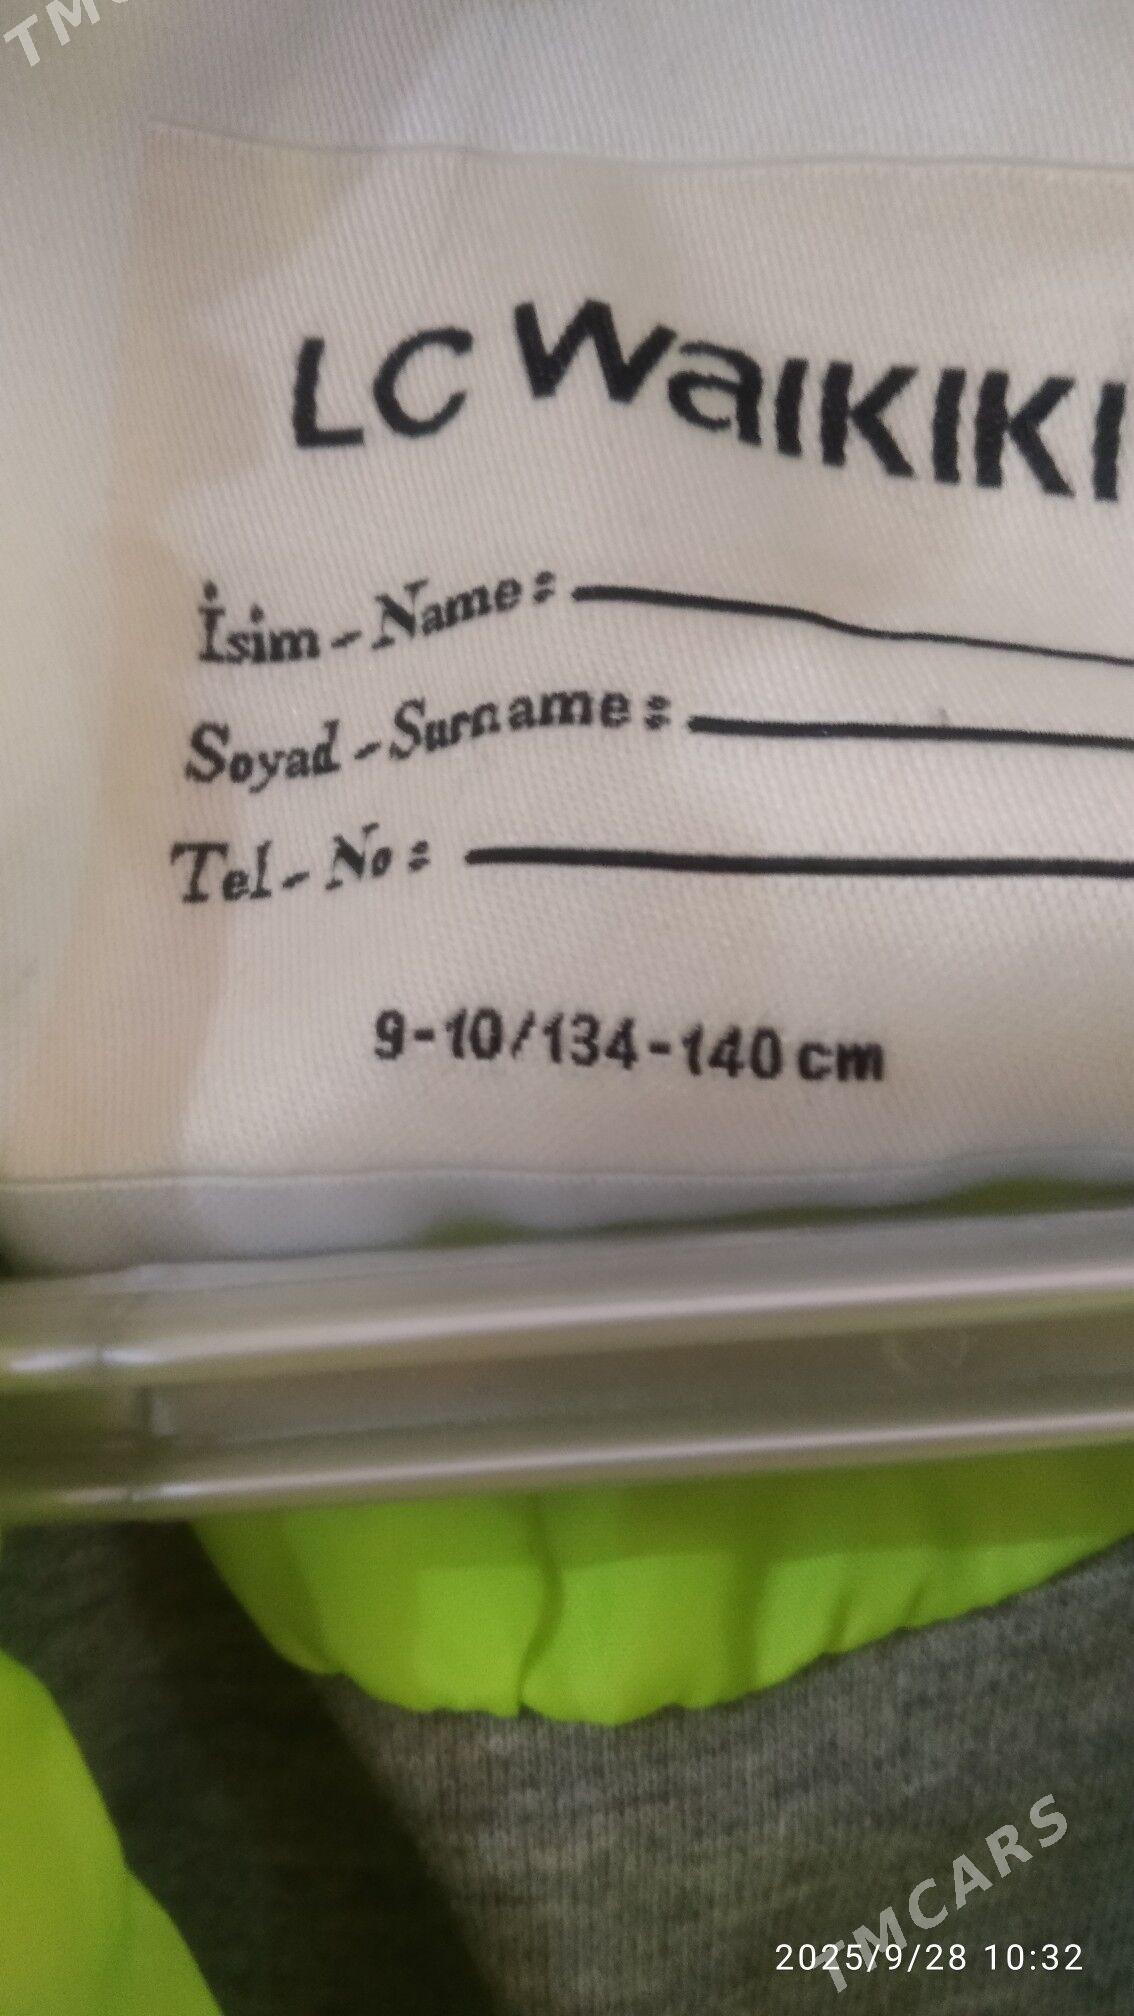 LC WAIKIKI
İsim-Name:
Soyad-Surname:
Tel-No:
9-10/134-140 cm
TMCARS
2025/9/28 10:32